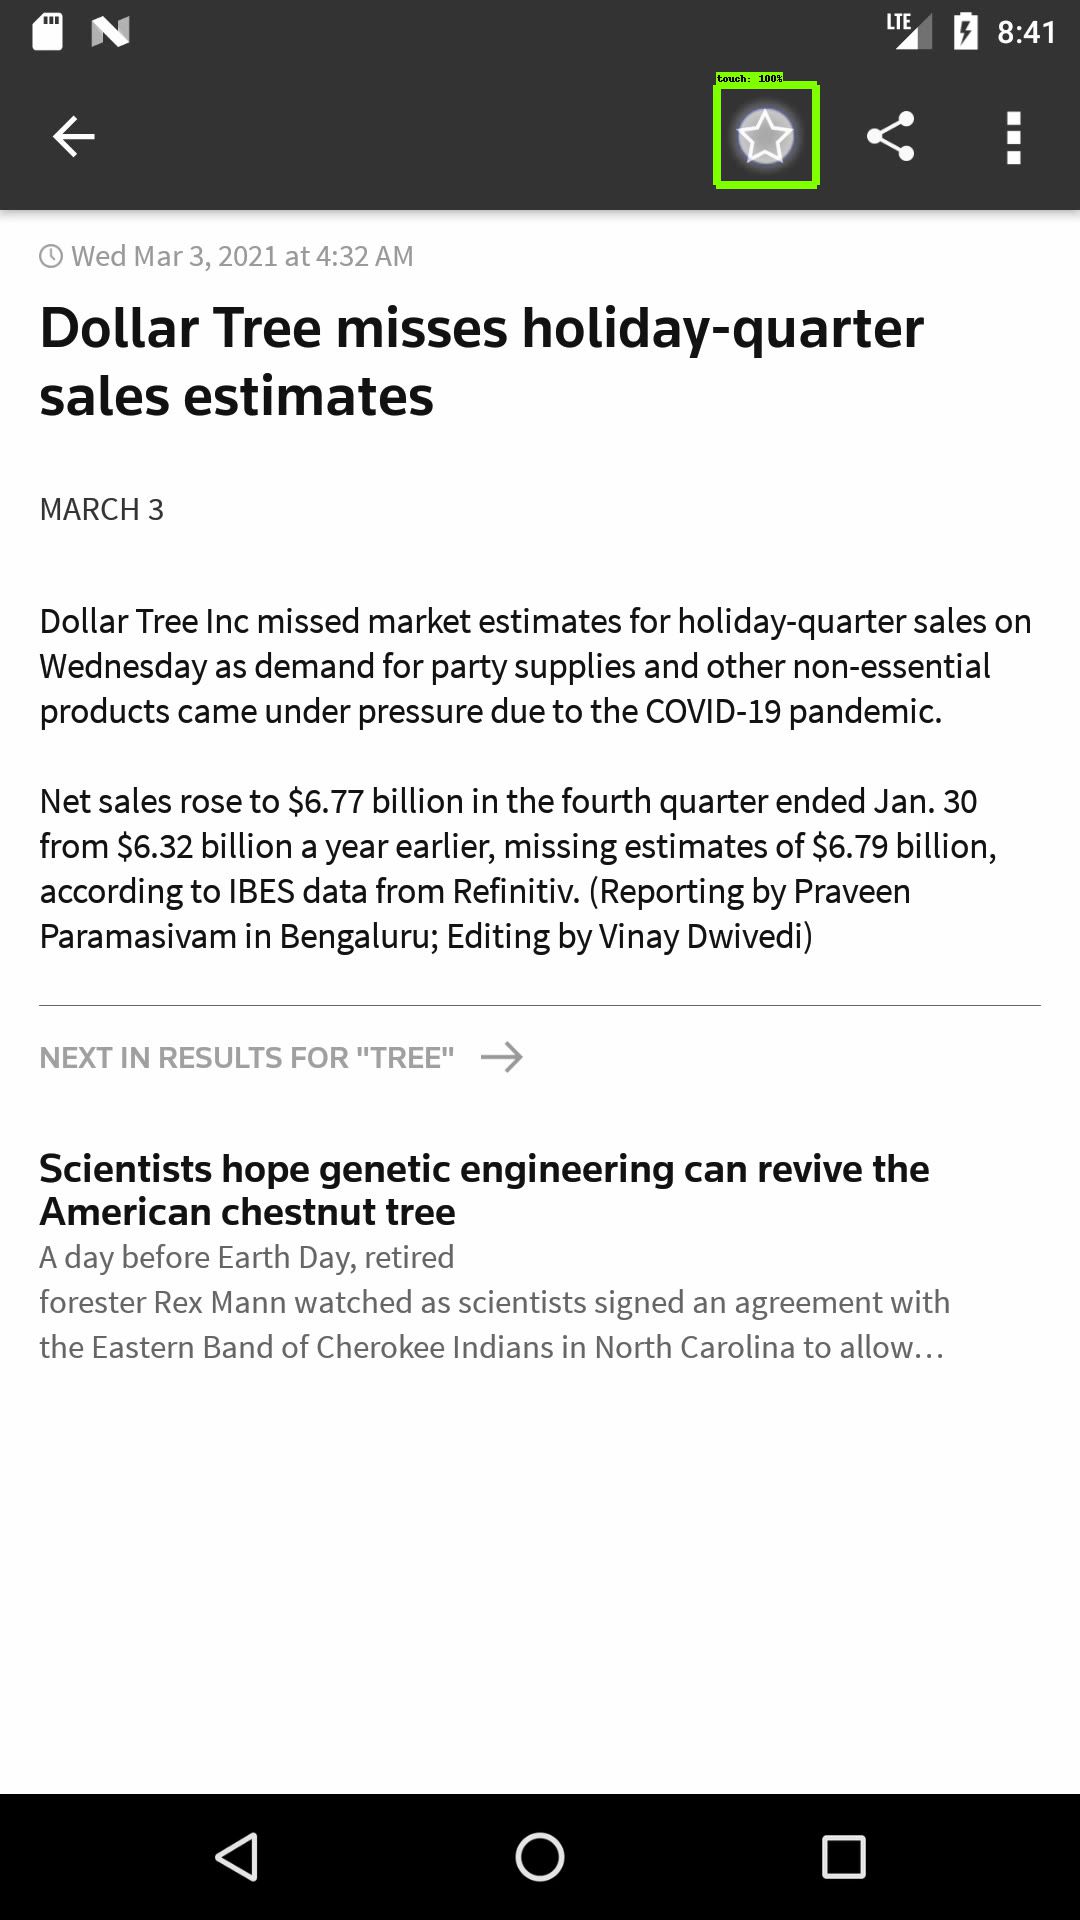 LTE 8:41
touch: 100%
Wed Mar 3, 2021 at 4:32 AM
Dollar Tree misses holiday-quarter
sales estimates
MARCH 3
Dollar Tree Inc missed market estimates for holiday-quarter sales on
Wednesday as demand for party supplies and other non-essential
products came under pressure due to the COVID-19 pandemic.
Net sales rose to $6.77 billion in the fourth quarter ended Jan. 30
from $6.32 billion a year earlier, missing estimates of $6.79 billion,
according to IBES data from Refinitiv. (Reporting by Praveen
Paramasivam in Bengaluru; Editing by Vinay Dwivedi)
NEXT IN RESULTS FOR "TREE"
Scientists hope genetic engineering can revive the
American chestnut tree
A day before Earth Day, retired
forester Rex Mann watched as scientists signed an agreement with
the Eastern Band of Cherokee Indians in North Carolina to allow…